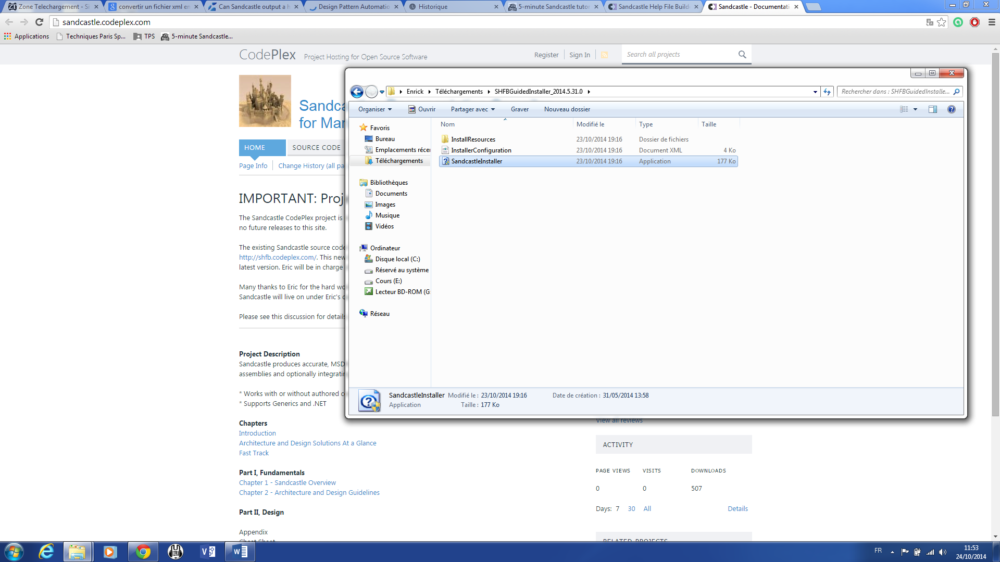 Zone Telechargement - Si
convertir un fichier xml en
Can Sandcastle output a h
Design Pattern Automatio
Historique
5-minute Sandcastle tutor
Sandcastle Help File Build
Sandcastle - Documentati
sandcastle.codeplex.com
Applications
Techniques Paris Sp...
TPS
5-minute Sandcastle...
CodePlex
Project Hosting for Open Source Software
Register
Sign In
Search all projects
Sandca
for Man
HOME
SOURCE CODE
Page Info
Change History (all pa
IMPORTANT: Proj
The Sandcastle CodePlex project is
no future releases to this site.
The existing Sandcastle source code
http://shfb.codeplex.com/. This new
latest version. Eric will be in charge
Many thanks to Eric for the hard wo
Sandcastle will live on under Eric's c
Please see this discussion for details
Project Description
Sandcastle produces accurate, MSD
assemblies and optionally integratin
* Works with or without authored co
* Supports Generics and .NET
Chapters
Introduction
Architecture and Design Solutions At a Glance
Fast Track
Part I, Fundamentals
Chapter 1 - Sandcastle Overview
Chapter 2 - Architecture and Design Guidelines
Part II, Design
Appendix
Cheat Sheet
Enrick
Téléchargements
SHFBGuidedInstaller_2014.5.31.0
Rechercher dans : SHFBGuidedInstalle...
Organiser
Ouvrir
Partager avec
Graver
Nouveau dossier
Favoris
Bureau
Emplacements récen
Téléchargements
Bibliothèques
Documents
Images
Musique
Vidéos
Ordinateur
Disque local (C:)
Réservé au système
Cours (E:)
Lecteur BD-ROM (G:
Réseau
Nom
Modifié le
Type
Taille
InstallResources
23/10/2014 19:16
Dossier de fichiers
InstallerConfiguration
23/10/2014 19:16
Document XML
4 Ko
SandcastleInstaller
23/10/2014 19:16
Application
177 Ko
SandcastleInstaller
Modifié le : 23/10/2014 19:16
Date de création : 31/05/2014 13:58
Application
Taille : 177 Ko
View all reviews
ACTIVITY
PAGE VIEWS
VISITS
DOWNLOADS
0
0
507
Days: 7 30 All
Details
RELATED PROJECTS
FR
11:53
24/10/2014